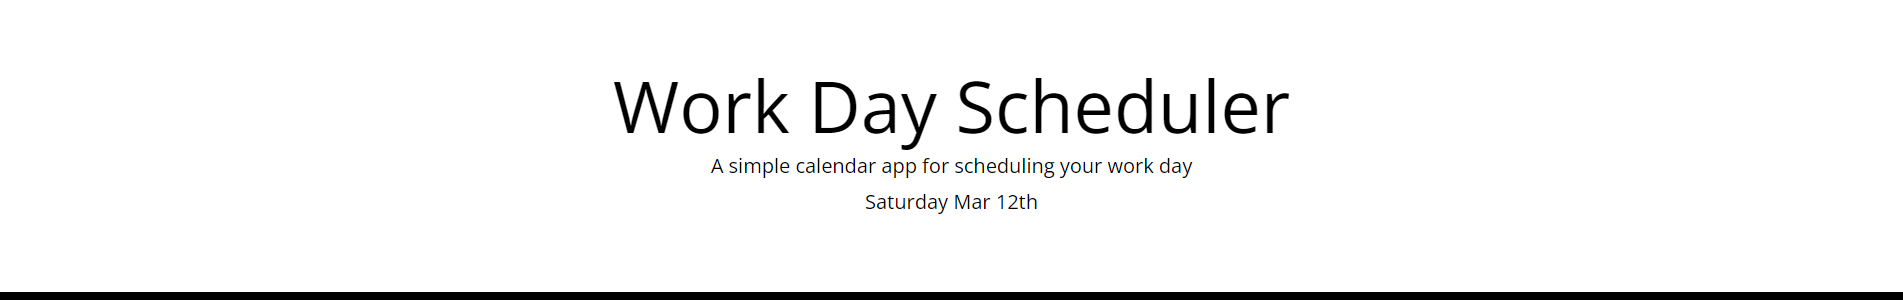 Work Day Scheduler
A simple calendar app for scheduling your work day
Saturday Mar 12th